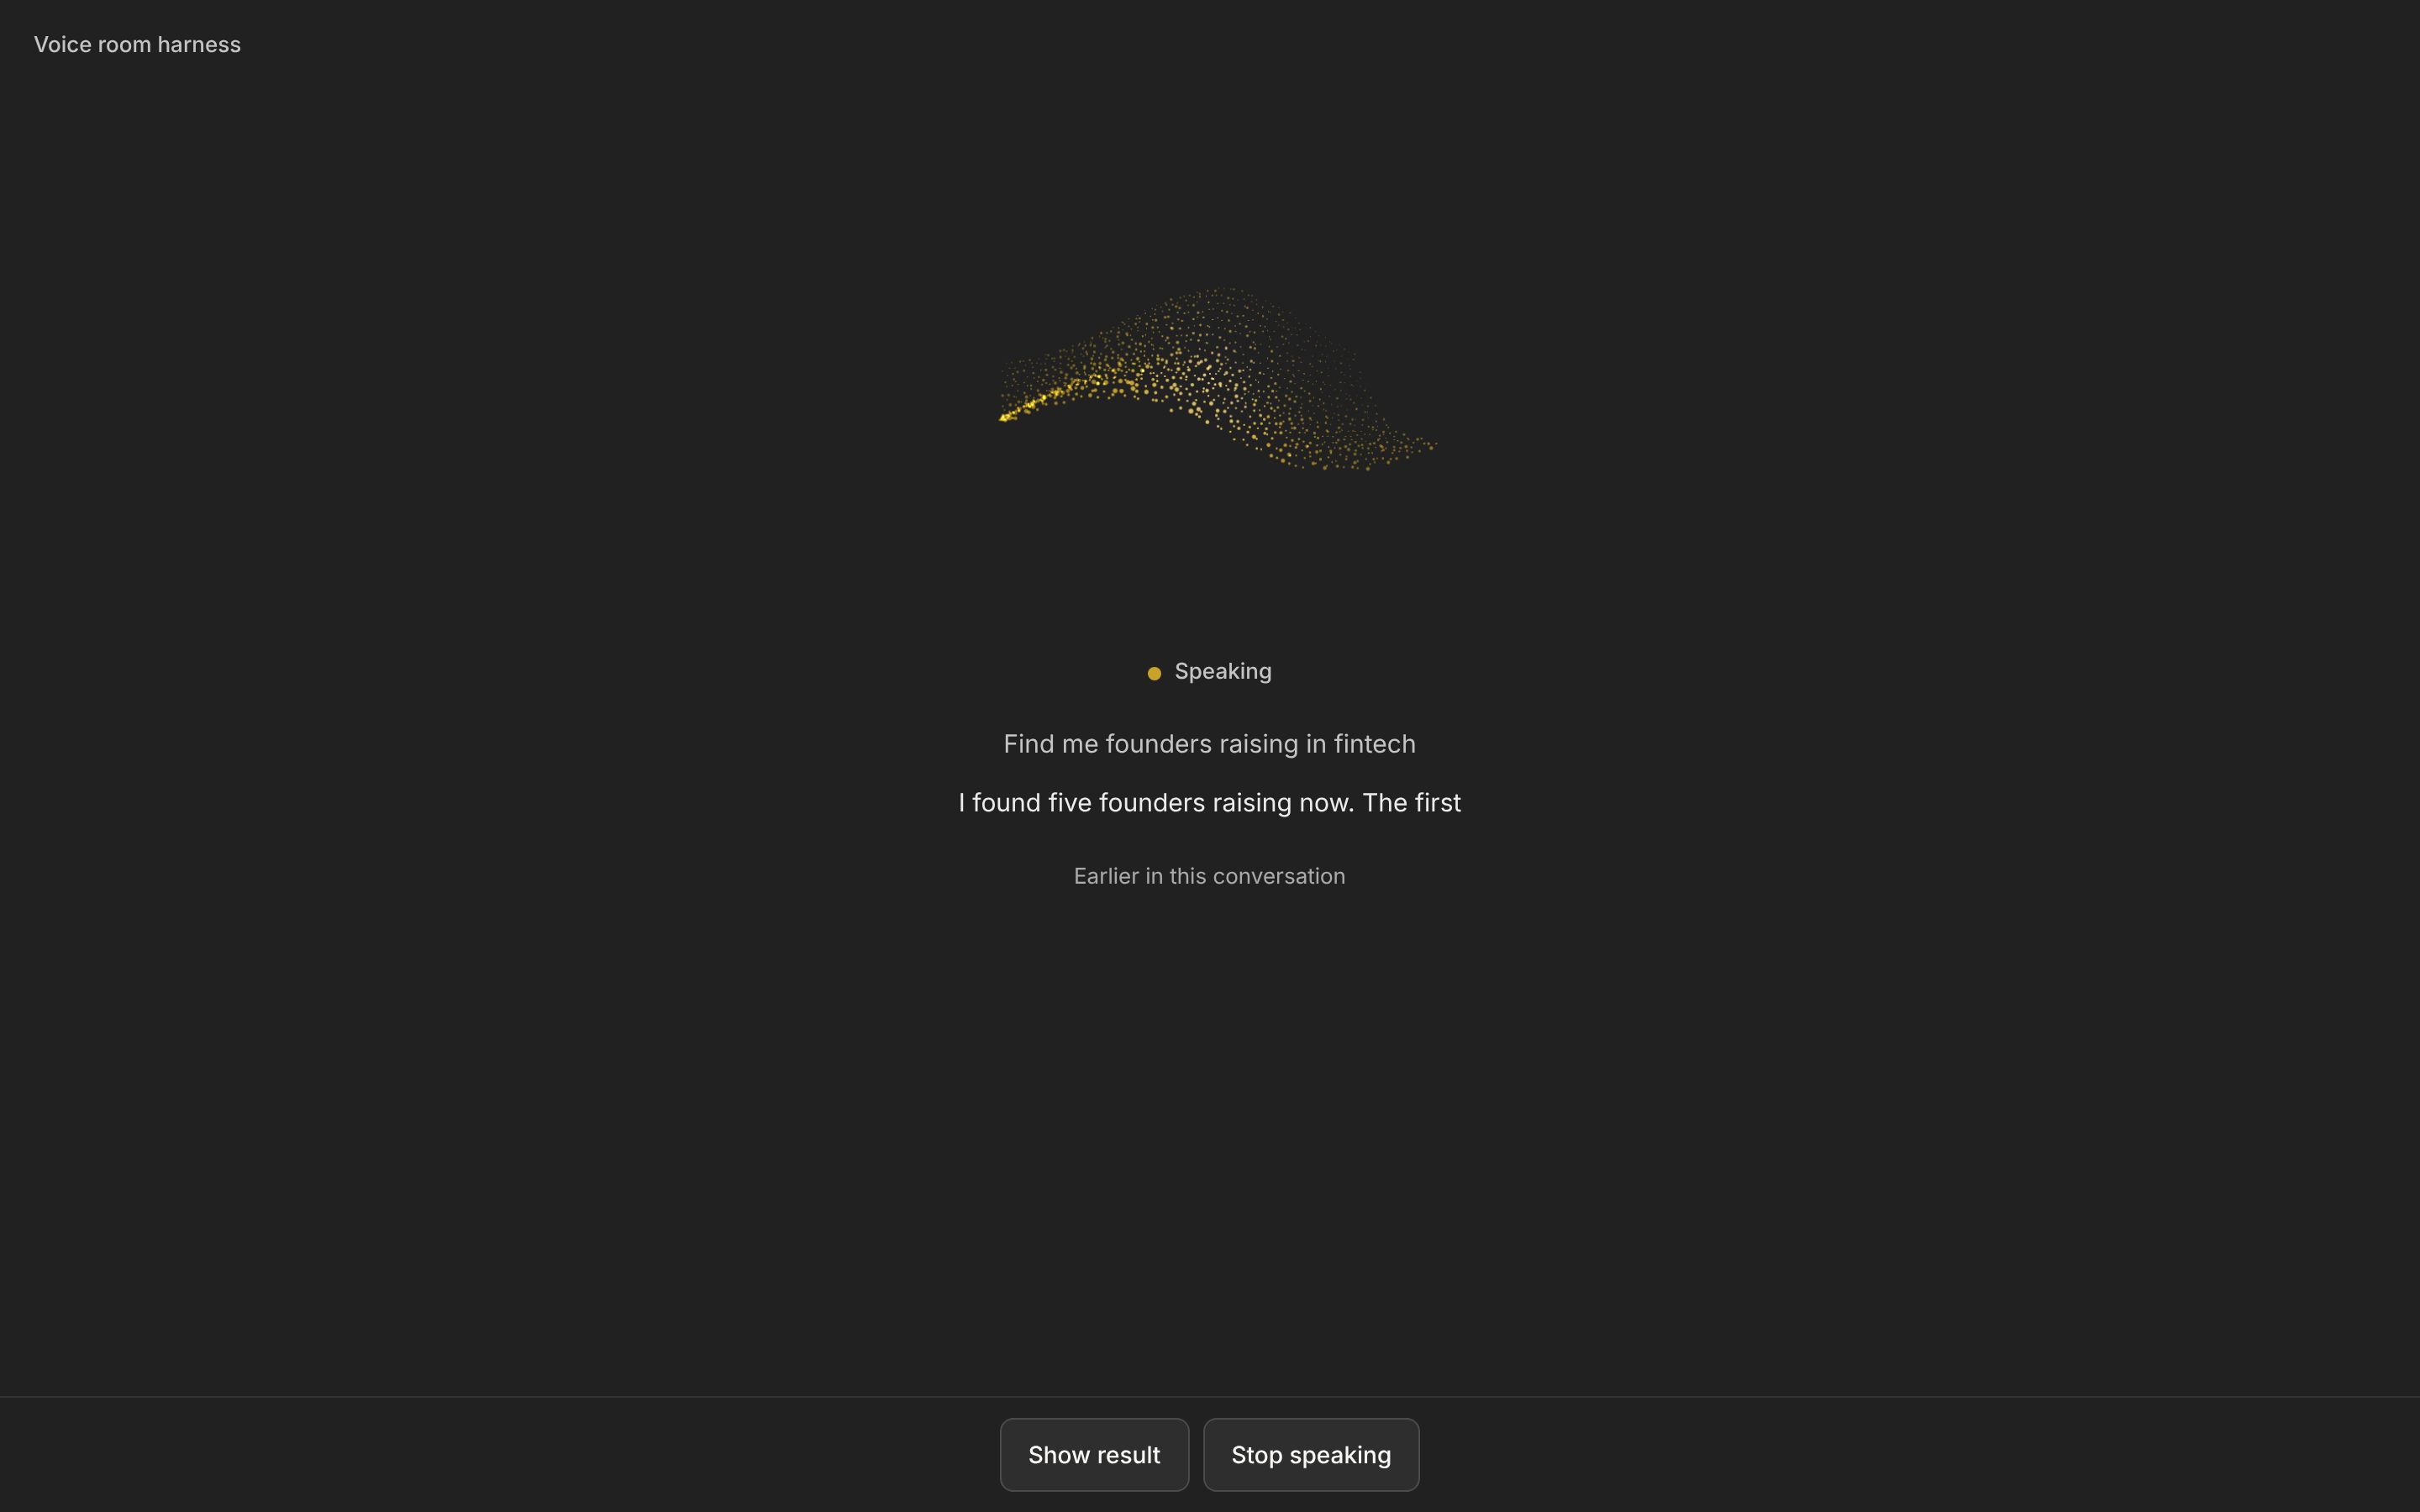 Voice room harness
Speaking
Find me founders raising in fintech
I found five founders raising now. The first
Earlier in this conversation
Show result
Stop speaking